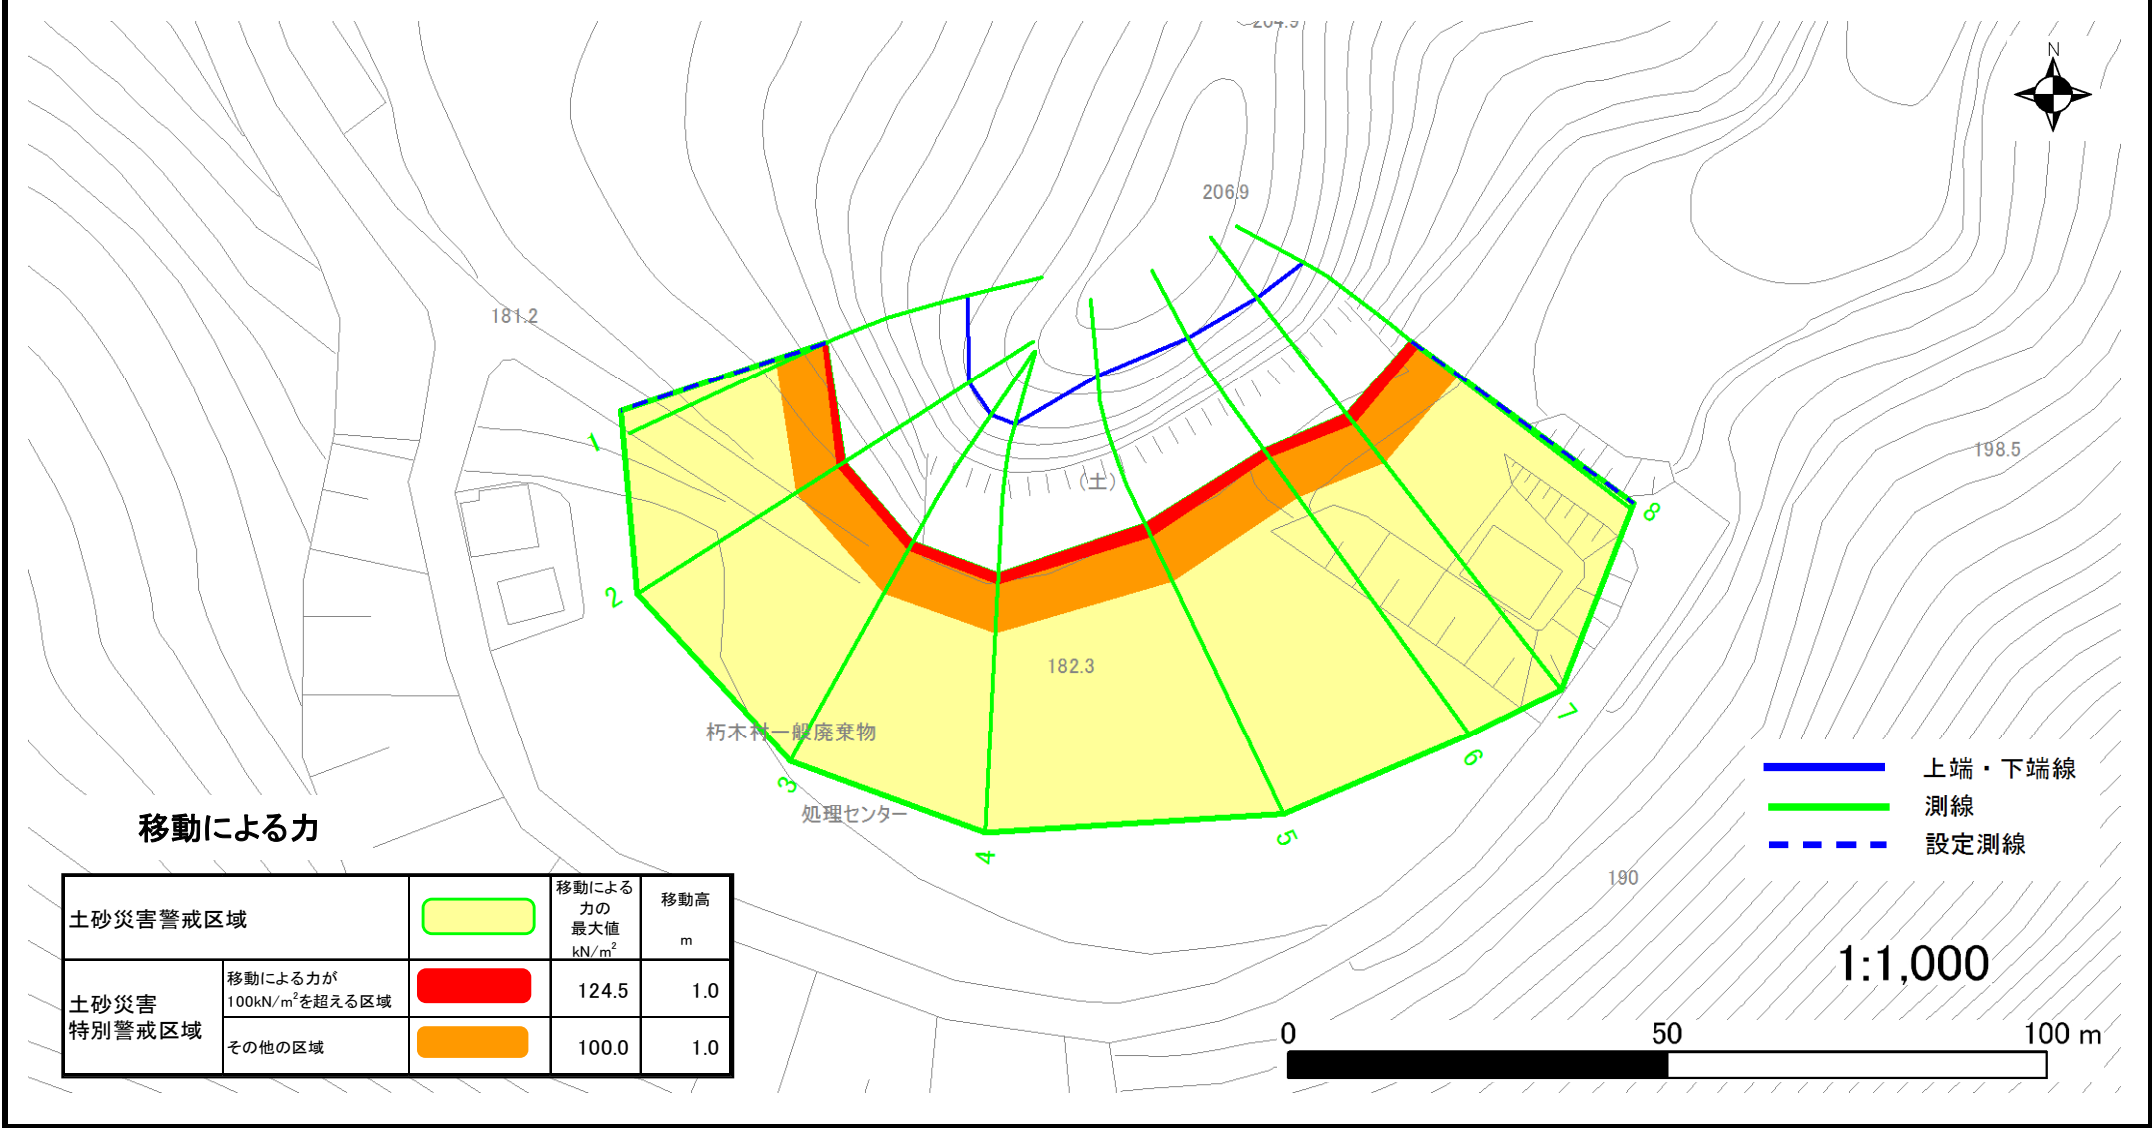 204.9
N
206.9
181.2
198.5
1
(土)
8
2
182.3
7
朽木村一般廃棄物
6
3
処理センター
5
4
上端・下端線
測線
設定測線
190
1:1,000
0 50 100 m
移動による力
土砂災害警戒区域
移動による
力の
最大値
kN/m²
移動高
m
土砂災害
特別警戒区域
移動による力が
100kN/m²を超える区域
124.5 1.0
その他の区域
100.0 1.0